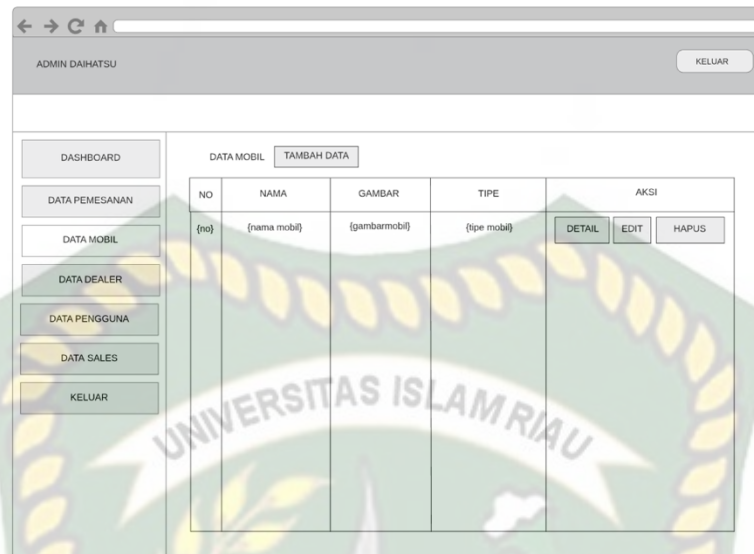 ADMIN DAIHATSU
KELUAR
DASHBOARD
DATA PEMESANAN
DATA MOBIL
DATA DEALER
DATA PENGGUNA
DATA SALES
KELUAR
DATA MOBIL TAMBAH DATA
NO NAMA GAMBAR TIPE AKSI
{no} {nama mobil} {gambarmobil} {tipe mobil} DETAIL EDIT HAPUS
UNIVERSITAS ISLAM RIAU